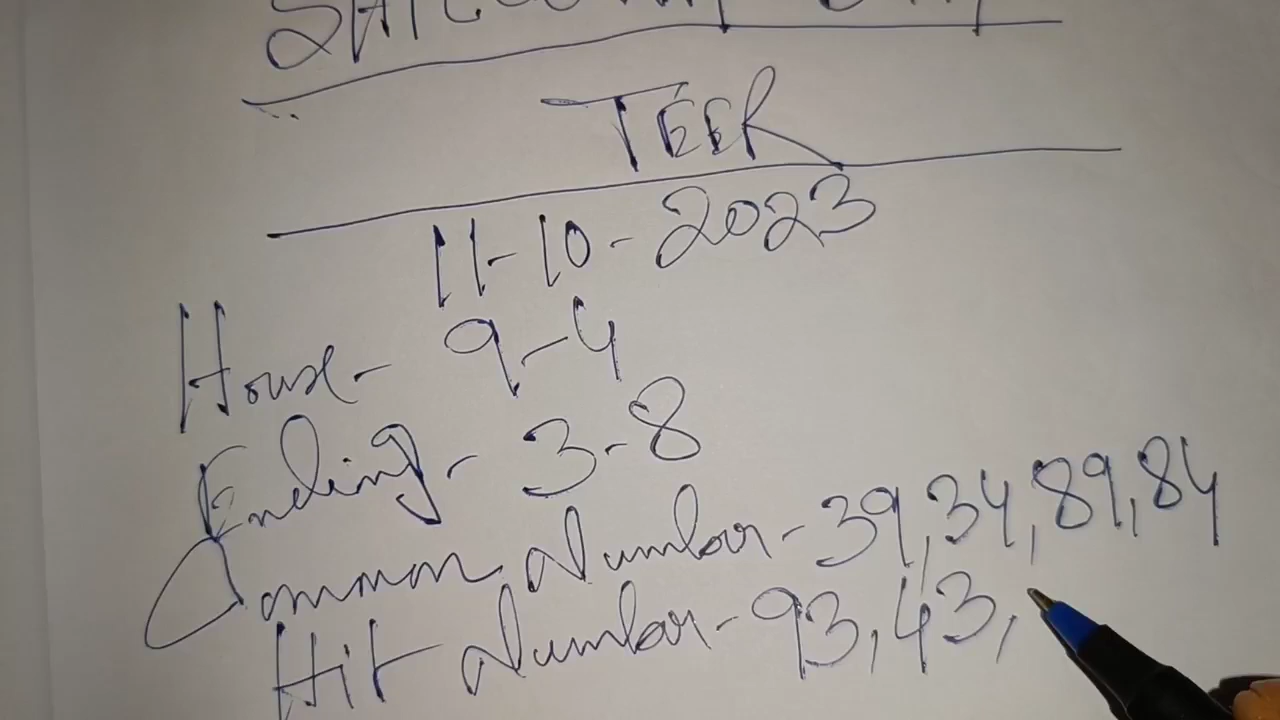 TEER
11-10-2023
House- 9-4
Ending- 3-8
Common Number-39,34,89,84
Hit Number-93,43,